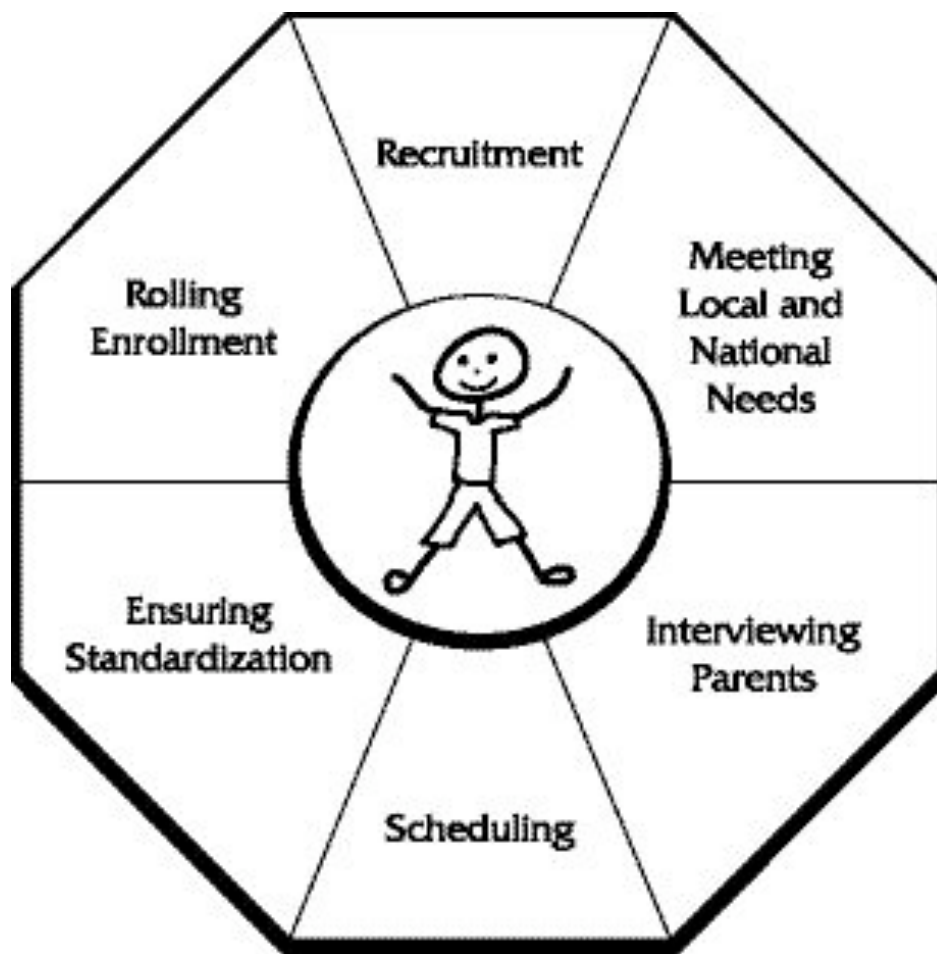 Recruitment
Meeting
Local and
National
Needs
Interviewing
Parents
Scheduling
Ensuring
Standardization
Rolling
Enrollment